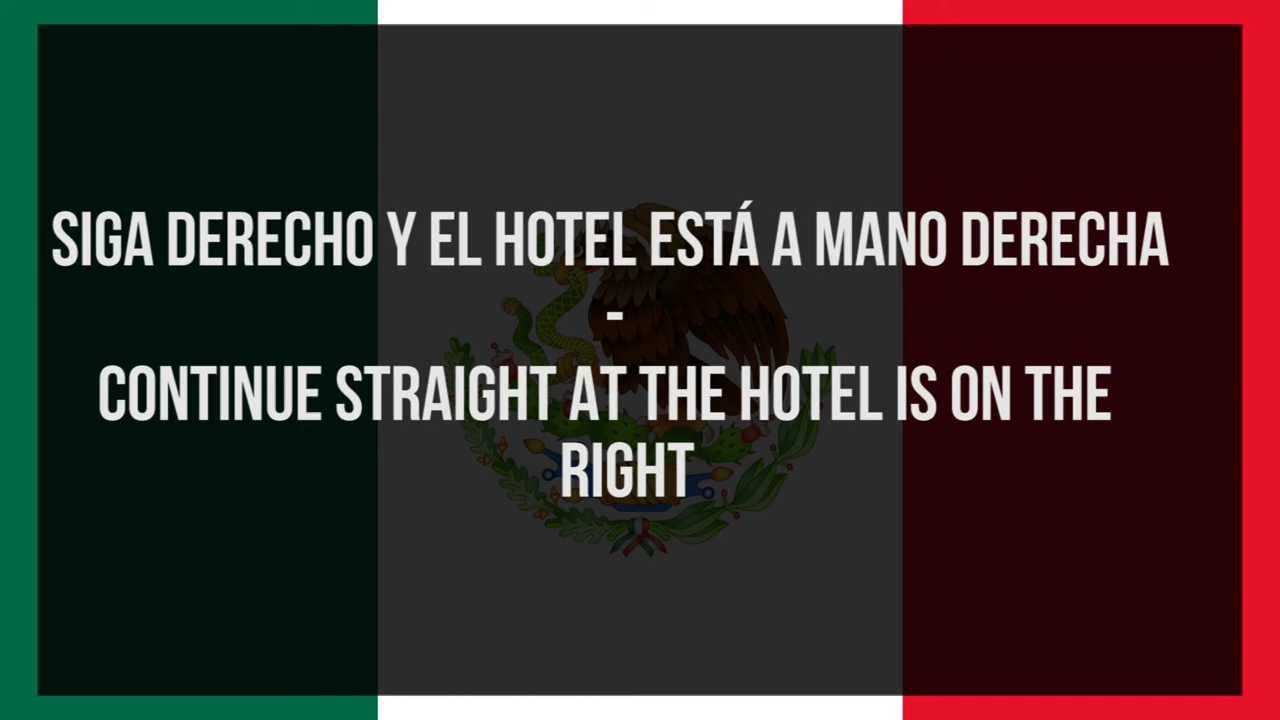 SIGA DERECHO Y EL HOTEL ESTÁ A MANO DERECHA
-
CONTINUE STRAIGHT AT THE HOTEL IS ON THE
RIGHT